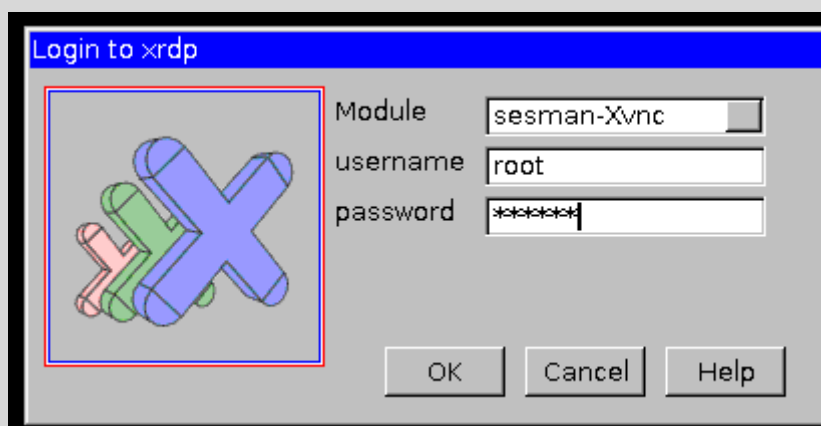 Login to xrdp
Module sesman-Xvnc
username root
password ******
OK Cancel Help